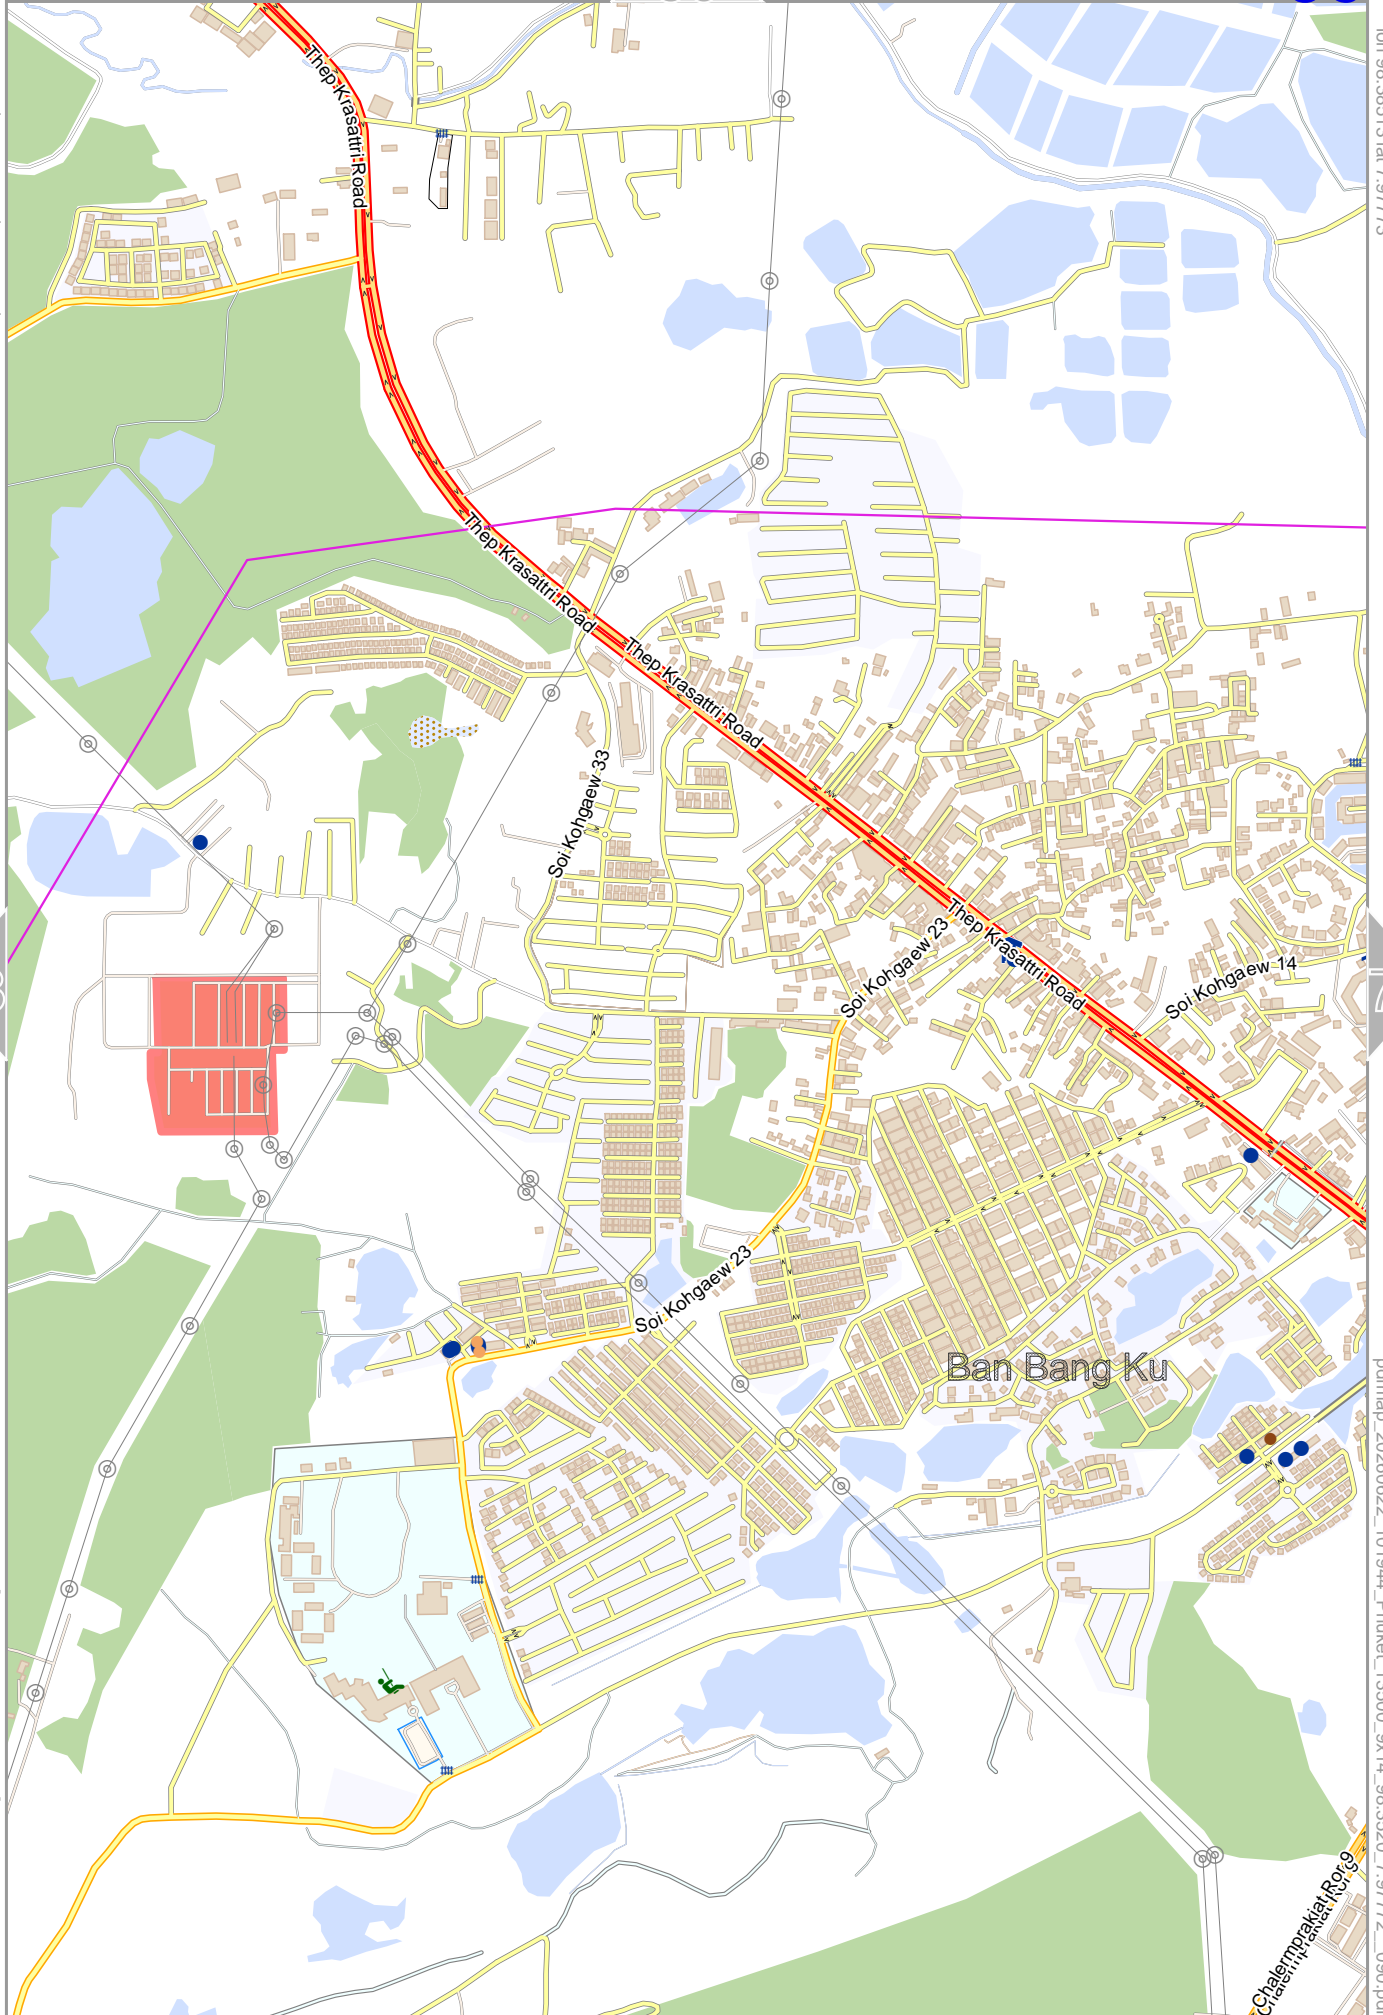 Thep Krasattri Road
Thep Krasattri Road
Thep Krasattri Road
Soi Kohgaew 33
Thep Krasattri Road
Soi Kohgaew 23
Soi Kohgaew 14
Soi Kohgaew 23
Ban Bang Ku
Chalermprakiat Ror 9